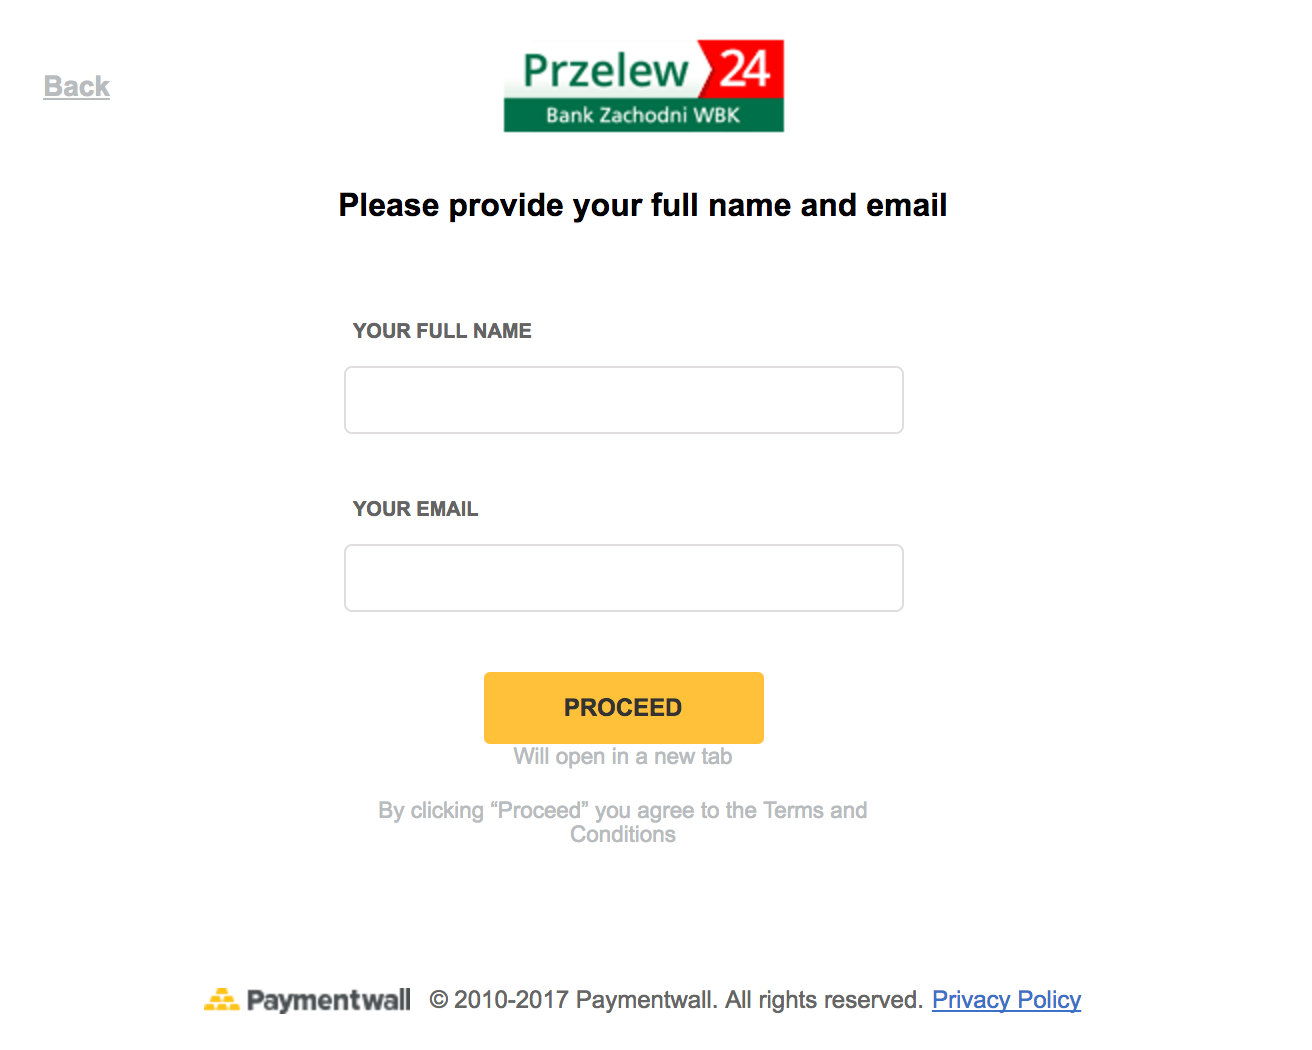 Back
Przelew 24
Bank Zachodni WBK
Please provide your full name and email
YOUR FULL NAME
YOUR EMAIL
PROCEED
Will open in a new tab
By clicking “Proceed” you agree to the Terms and
Conditions
Paymentwall © 2010-2017 Paymentwall. All rights reserved. Privacy Policy